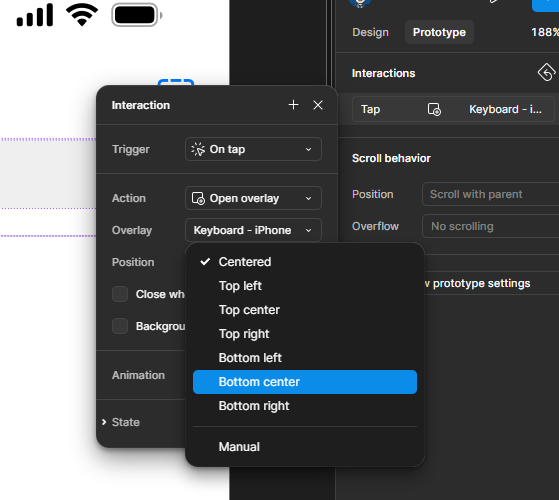 Design Prototype 188%
Interactions
Tap Keyboard - i...
Scroll behavior
Position Scroll with parent
Overflow No scrolling
prototype settings
Interaction
Trigger On tap
Action Open overlay
Overlay Keyboard - iPhone
Position
Close wh
Backgrou
Animation
State
Centered
Top left
Top center
Top right
Bottom left
Bottom center
Bottom right
Manual